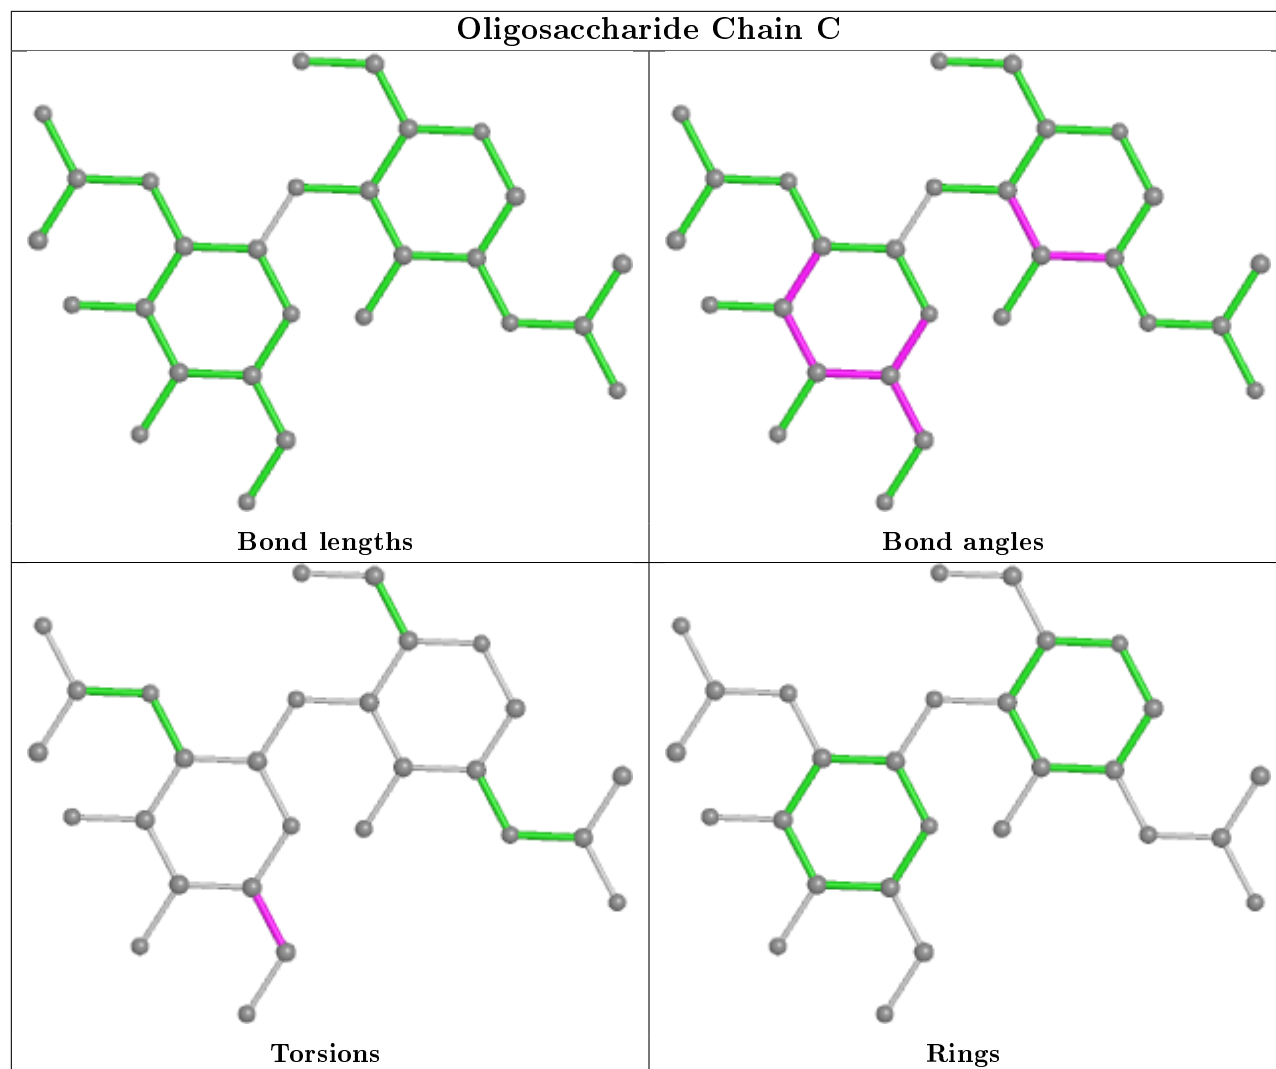 Oligosaccharide Chain C
Bond lengths
Bond angles
Torsions
Rings